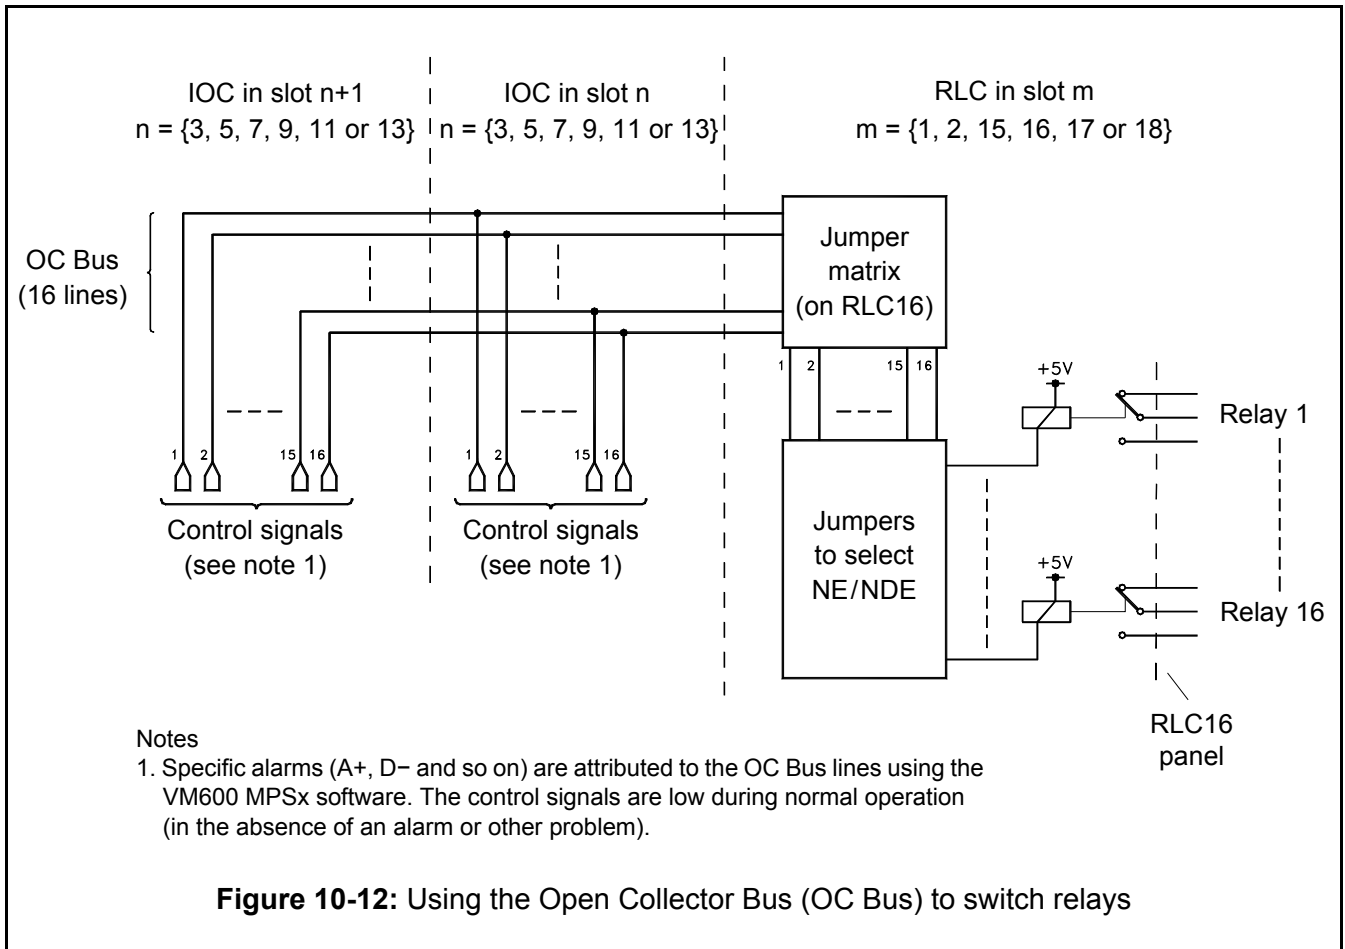 IOC in slot n+1
n = {3, 5, 7, 9, 11 or 13}
IOC in slot n
n = {3, 5, 7, 9, 11 or 13}
RLC in slot m
m = {1, 2, 15, 16, 17 or 18}
OC Bus
(16 lines)
Jumper
matrix
(on RLC16)
1 2 15 16
+5V
Relay 1
1 2 15 16
Control signals
(see note 1)
1 2 15 16
Control signals
(see note 1)
Jumpers
to select
NE/NDE
+5V
Relay 16
RLC16
panel
Notes
1. Specific alarms (A+, D− and so on) are attributed to the OC Bus lines using the
VM600 MPSx software. The control signals are low during normal operation
(in the absence of an alarm or other problem).
Figure 10-12: Using the Open Collector Bus (OC Bus) to switch relays